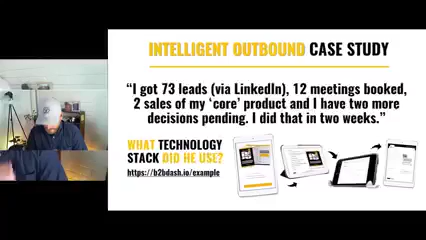 INTELLIGENT OUTBOUND CASE STUDY
“I got 73 leads (via LinkedIn), 12 meetings booked,
2 sales of my ‘core’ product and I have two more
decisions pending. I did that in two weeks.”
WHAT TECHNOLOGY
STACK DID HE USE?
https://b2bdash.io/example